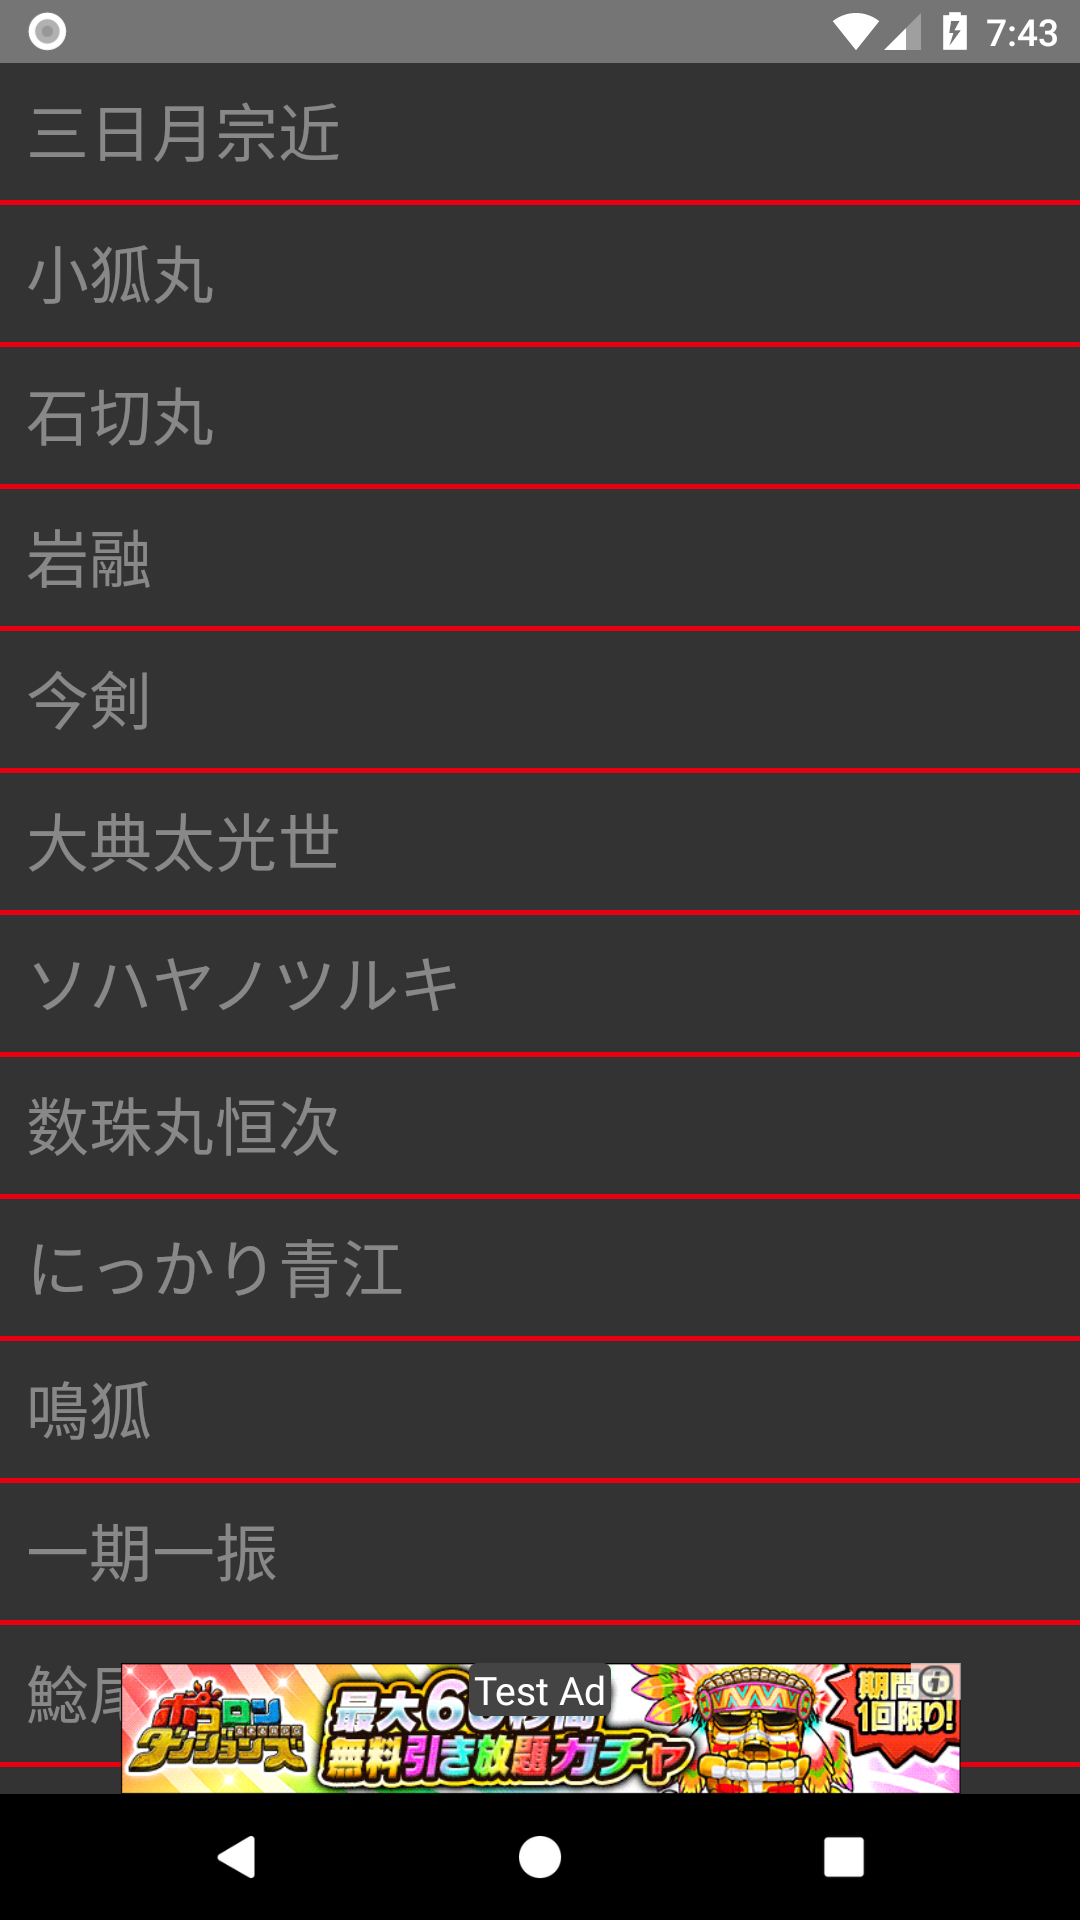 7:43
三日月宗近
小狐丸
石切丸
岩融
今剣
大典太光世
ソハヤノツルキ
数珠丸恒次
にっかり青江
鳴狐
一期一振
鯰尾
Test Ad
ポコロンダンジョンズ
最大6
無料引き放題ガチャ
期間
1回限り!